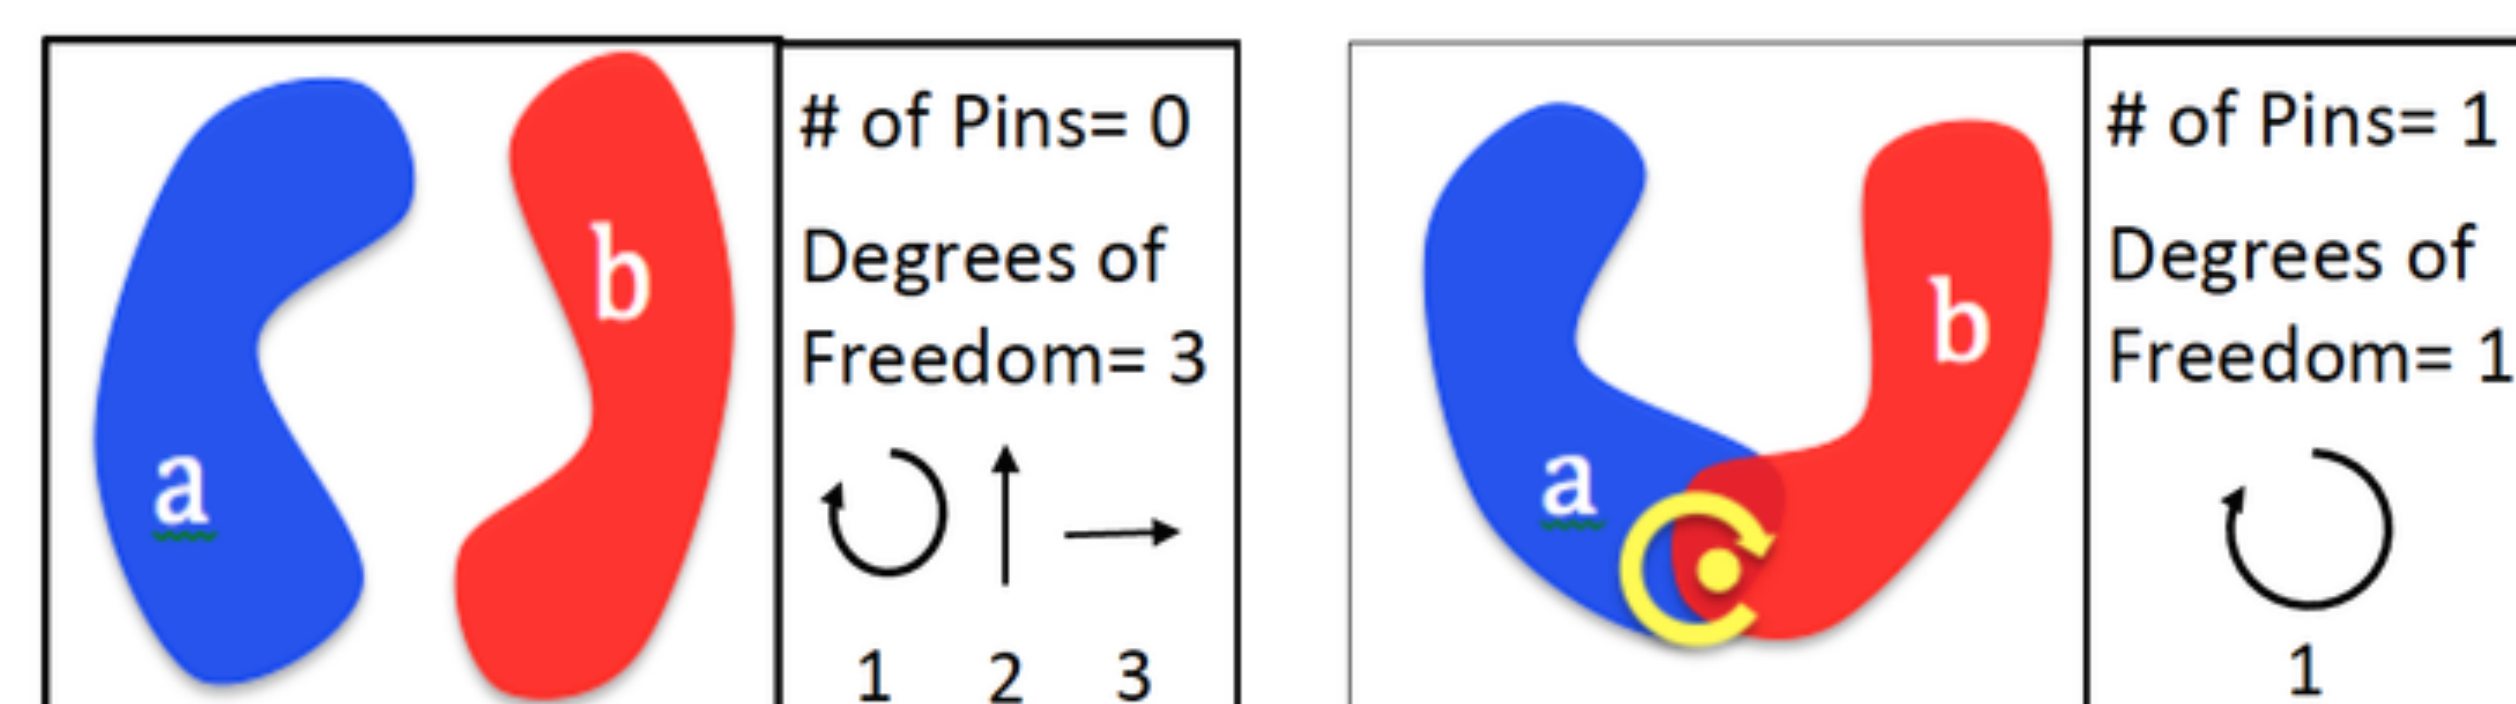 a
b
# of Pins= 0
Degrees of
Freedom= 3
1 2 3
a
b
# of Pins= 1
Degrees of
Freedom= 1
1